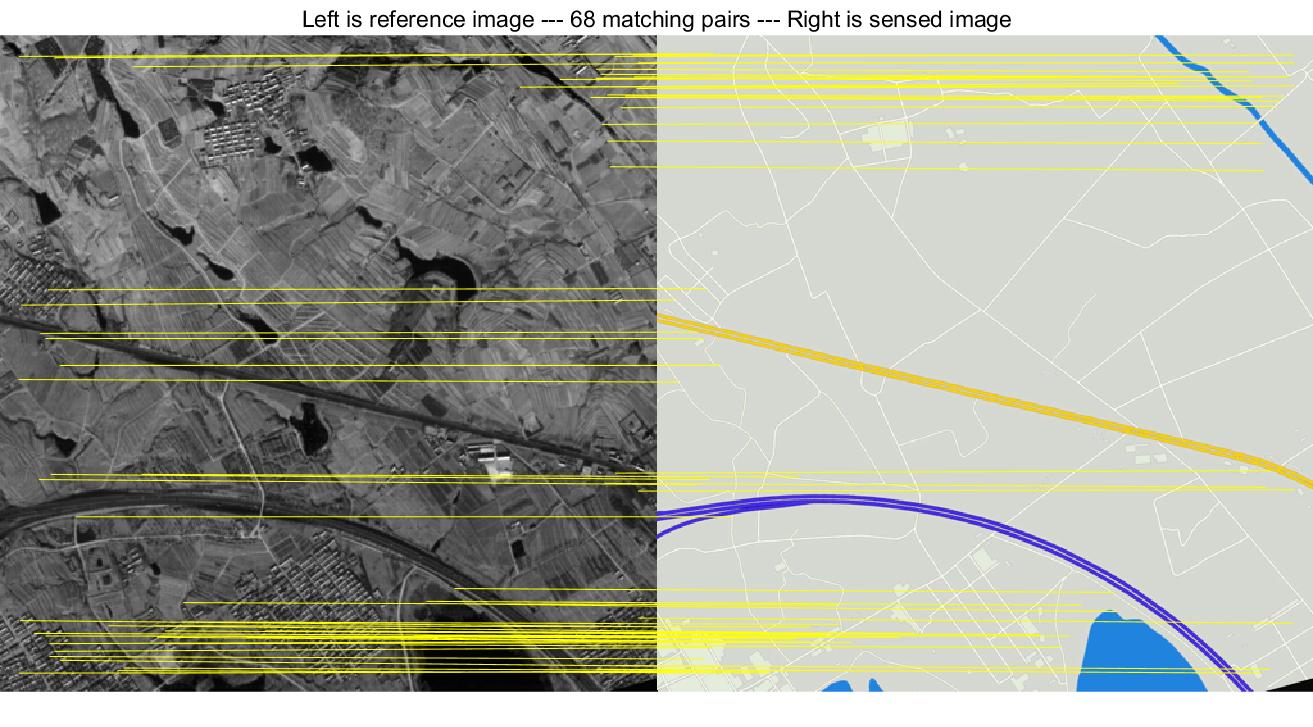 Left is reference image --- 68 matching pairs --- Right is sensed image